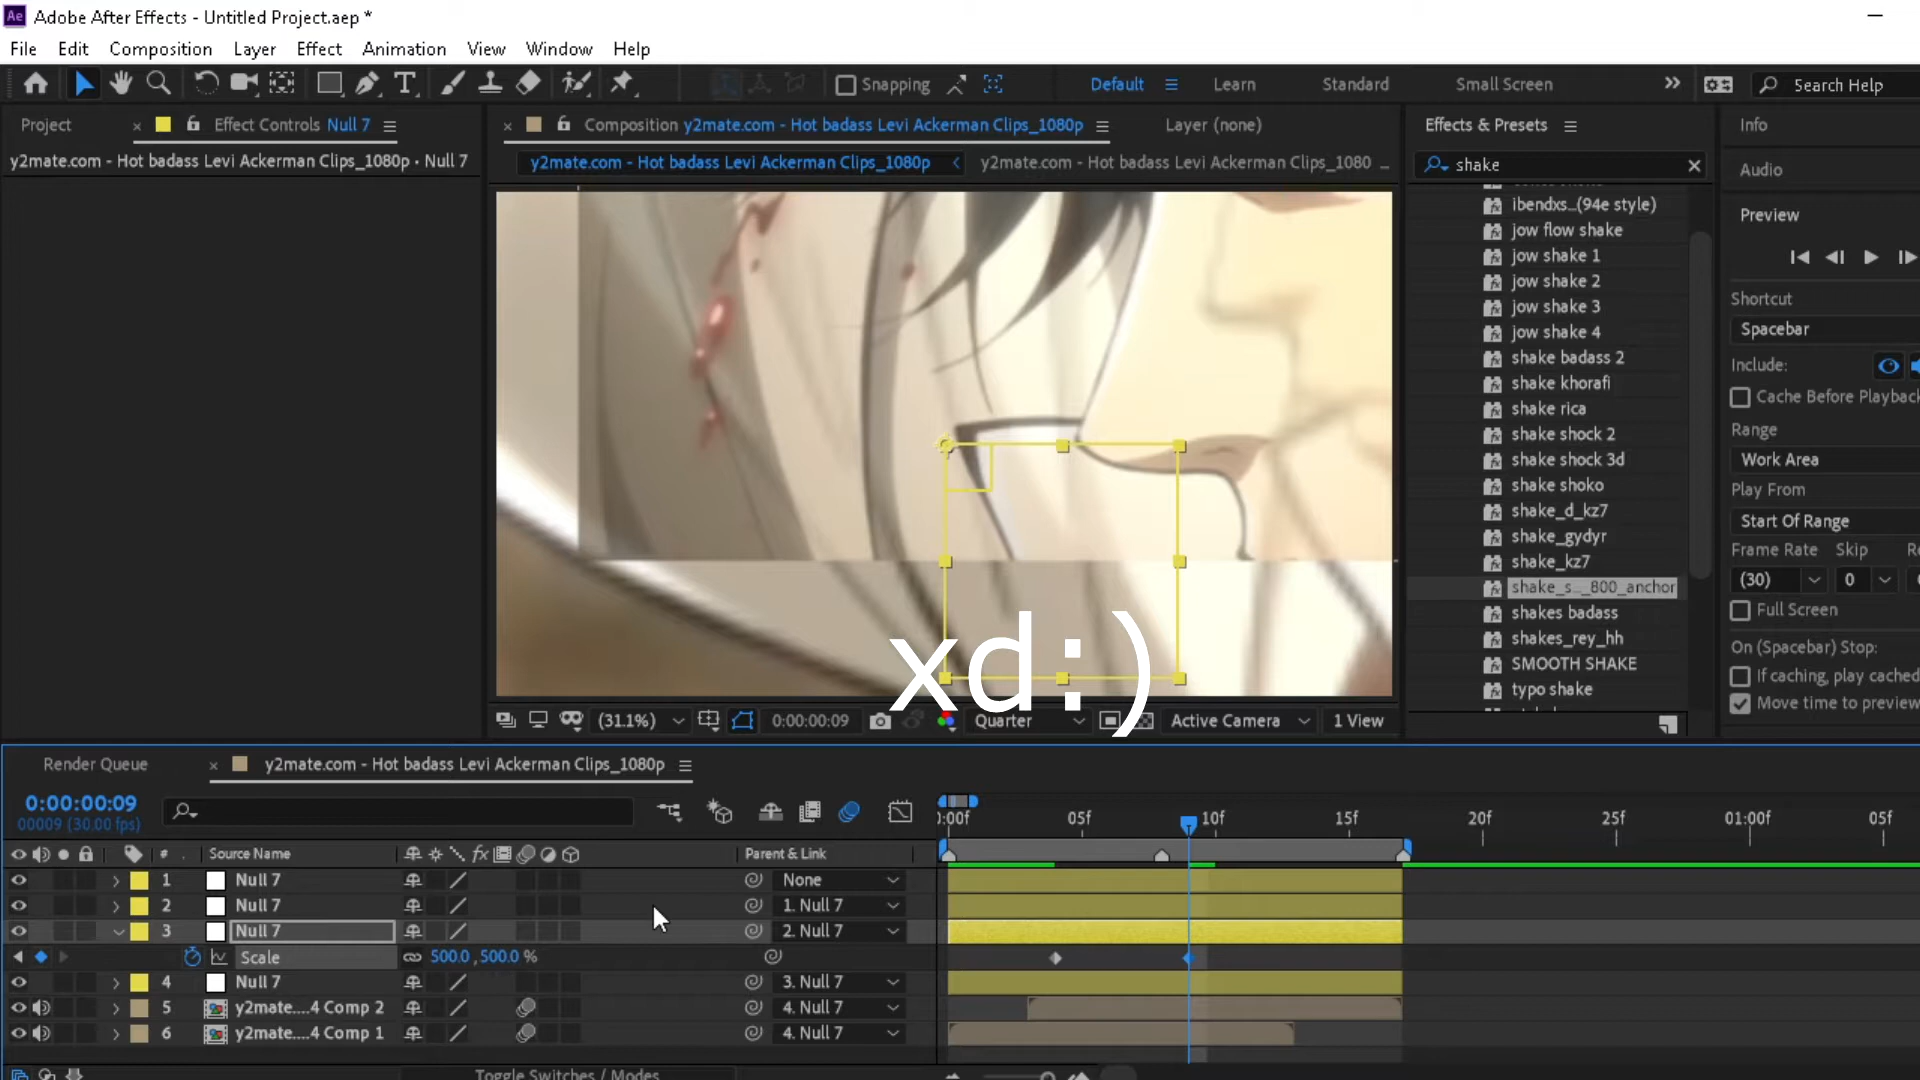 Ae Adobe After Effects - Untitled Project.aep *
File Edit Composition Layer Effect Animation View Window Help
Snapping Default Learn Standard Small Screen Search Help
Project Effect Controls Null 7
y2mate.com - Hot badass Levi Ackerman Clips_1080p • Null 7
Composition y2mate.com - Hot badass Levi Ackerman Clips_1080p Layer (none)
y2mate.com - Hot badass Levi Ackerman Clips_1080p y2mate.com - Hot badass Levi Ackerman Clips_1080 ...
xd:)
(31.1%) 0:00:00:09 Quarter Active Camera 1 View
Effects & Presets
shake
ibendxs...(94e style)
jow flow shake
jow shake 1
jow shake 2
jow shake 3
jow shake 4
shake badass 2
shake khorafi
shake rica
shake shock 2
shake shock 3d
shake shoko
shake_d_kz7
shake_gydyr
shake_kz7
shake_s..._800_anchor
shakes badass
shakes_rey_hh
SMOOTH SHAKE
typo shake
Info
Audio
Preview
Shortcut
Spacebar
Include:
Cache Before Playback
Range
Work Area
Play From
Start Of Range
Frame Rate Skip
(30) 0
Full Screen
On (Spacebar) Stop:
If caching, play cached
Move time to preview
Render Queue y2mate.com - Hot badass Levi Ackerman Clips_1080p
0:00:00:09
00009 (30.00 fps)
:00f 05f 10f 15f 20f 25f 01:00f 05f
# Source Name fx Parent & Link
1 Null 7 None
2 Null 7 1. Null 7
3 Null 7 2. Null 7
Scale 500.0,500.0 %
4 Null 7 3. Null 7
5 y2mate....4 Comp 2 4. Null 7
6 y2mate....4 Comp 1 4. Null 7
Toggle Switches / Modes